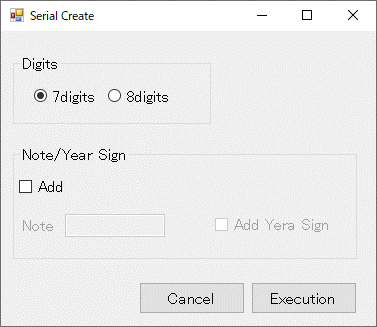 Serial Create
Digits
7digits 8digits
Note/Year Sign
Add
Note Add Yera Sign
Cancel Execution